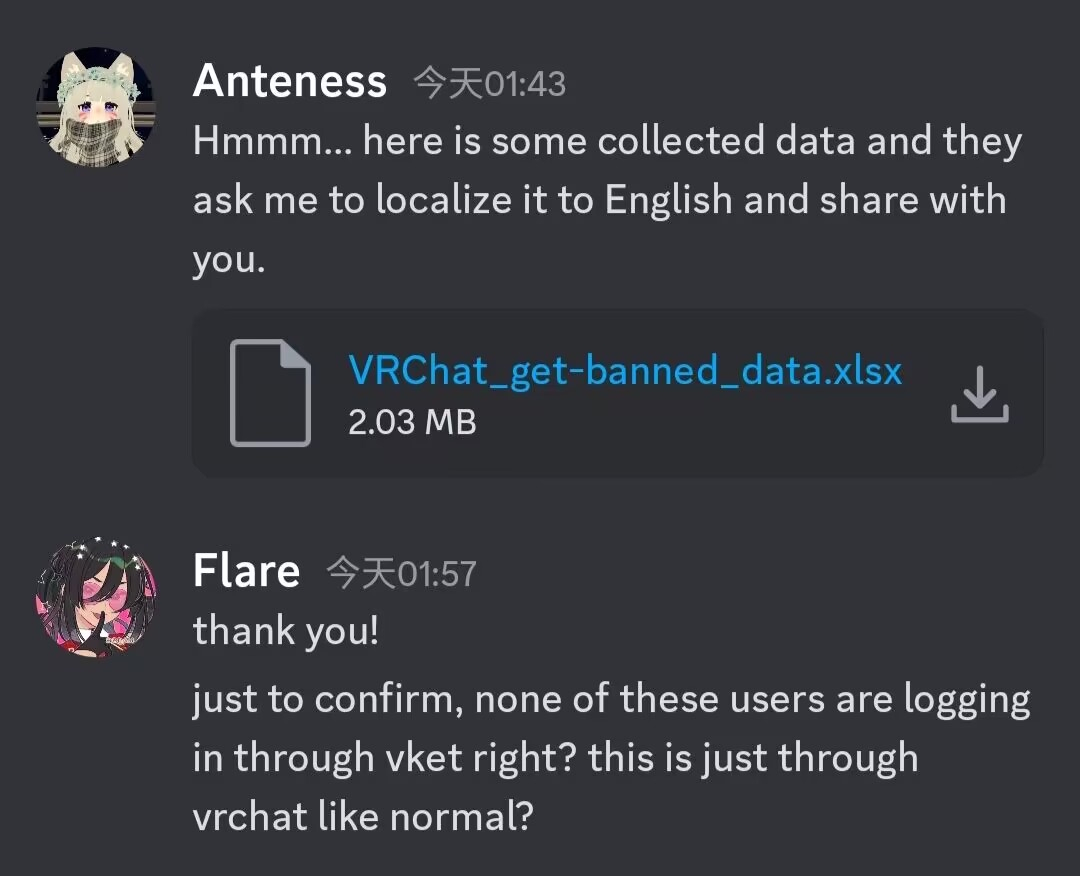 Anteness 今天01:43
Hmmm... here is some collected data and they
ask me to localize it to English and share with
you.
VRChat_get-banned_data.xlsx
2.03 MB
Flare 今天01:57
thank you!
just to confirm, none of these users are logging
in through vket right? this is just through
vrchat like normal?